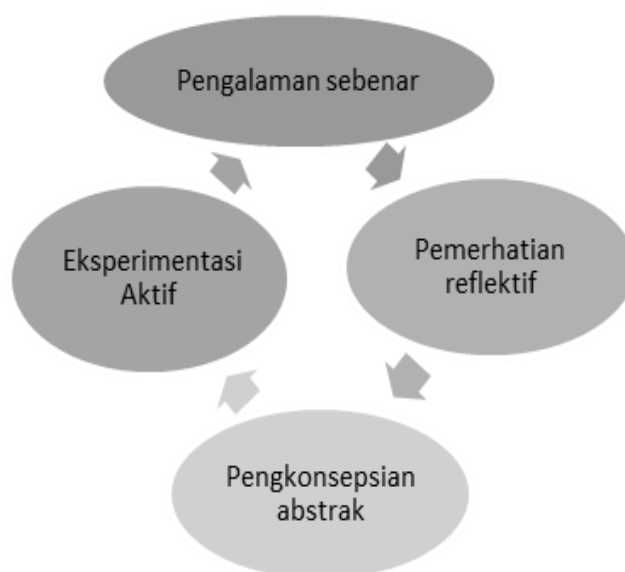 Pengalaman sebenar
Pemerhatian
reflektif
Pengkonsepsian
abstrak
Eksperimentasi
Aktif